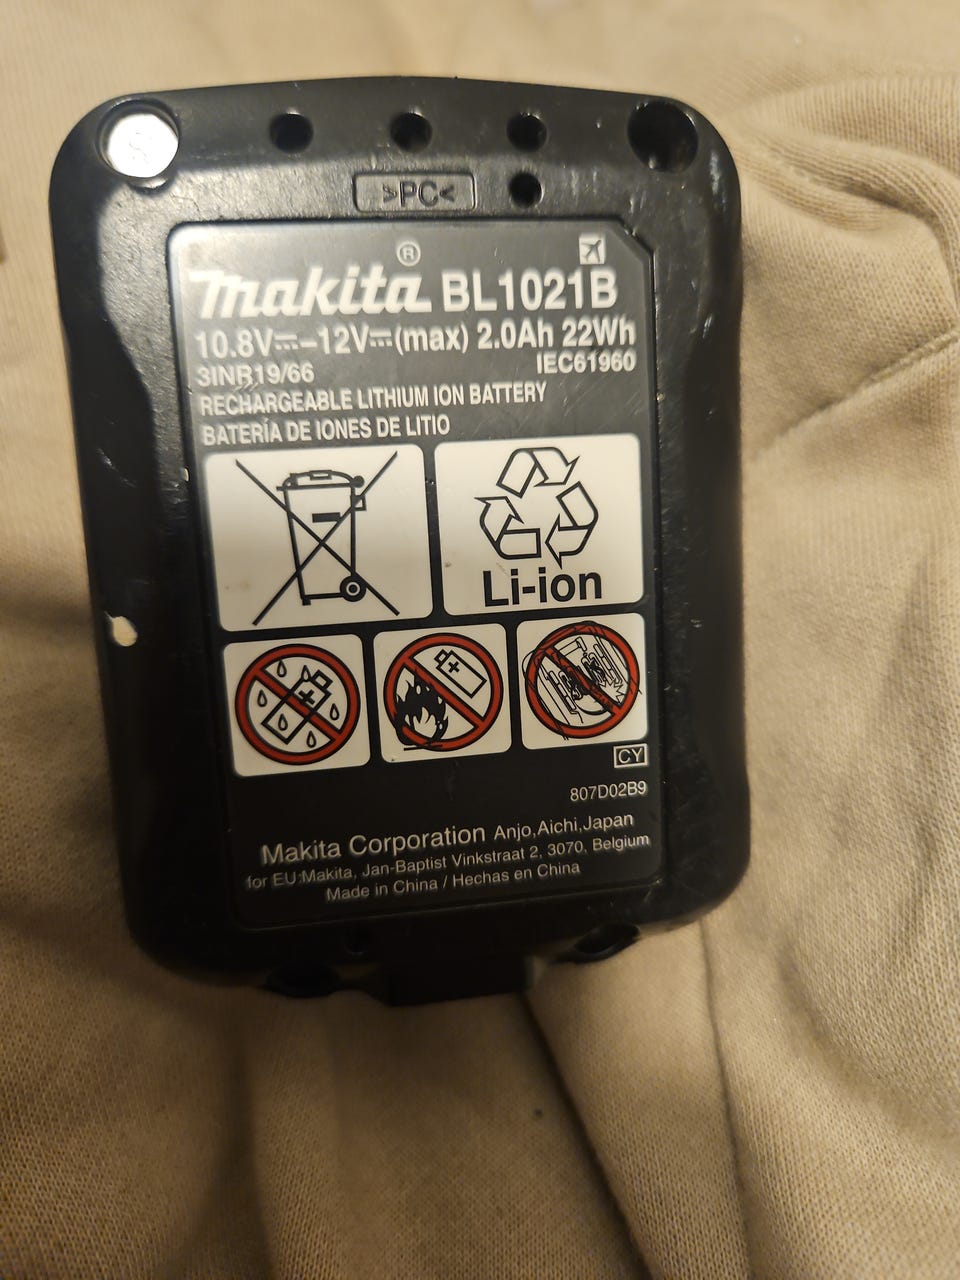 >PC<
makita® BL1021B
10.8V⎓–12V⎓(max) 2.0Ah 22Wh
3INR19/66 IEC61960
RECHARGEABLE LITHIUM ION BATTERY
BATERÍA DE IONES DE LITIO
Li-ion
CY
807D02B9
Makita Corporation Anjo,Aichi,Japan
for EU:Makita, Jan-Baptist Vinkstraat 2, 3070, Belgium
Made in China / Hechas en China